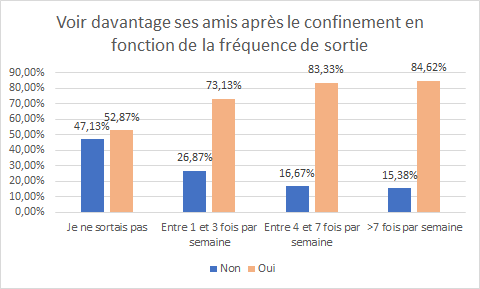 Voir davantage ses amis après le confinement en
fonction de la fréquence de sortie
90,00%
80,00%
70,00%
60,00%
50,00%
40,00%
30,00%
20,00%
10,00%
0,00%
47,13%
52,87%
26,87%
73,13%
16,67%
83,33%
15,38%
84,62%
Je ne sortais pas
Entre 1 et 3 fois par
semaine
Entre 4 et 7 fois par
semaine
>7 fois par semaine
Non
Oui